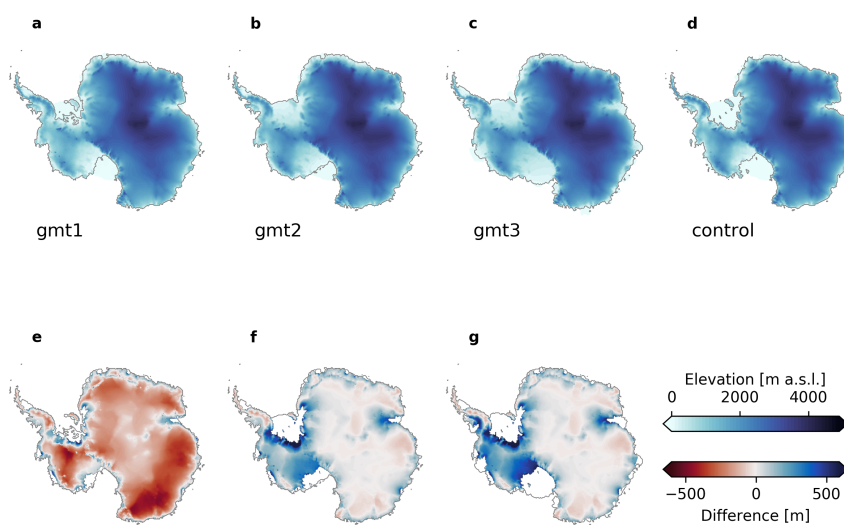 a
b
c
d
gmt1
gmt2
gmt3
control
e
f
g
Elevation [m a.s.l.]
0 2000 4000
−500 0 500
Difference [m]